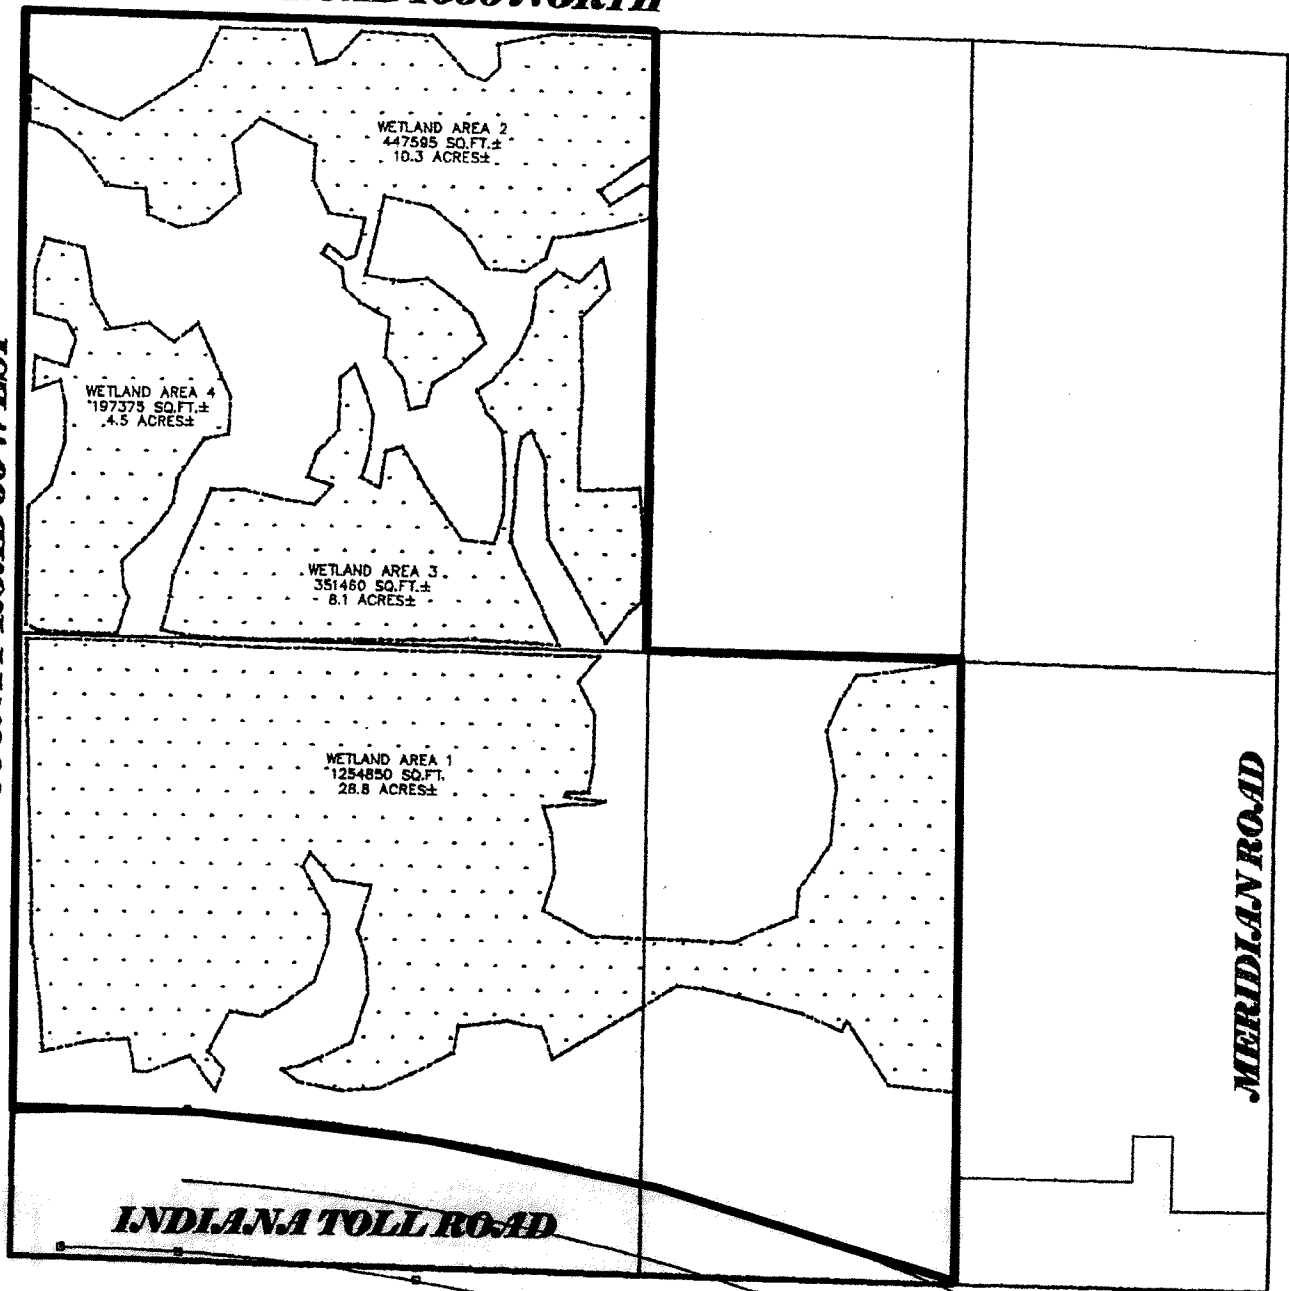 WETLAND AREA 2
447595 SQ.FT.±
10.3 ACRES±
WETLAND AREA 4
197375 SQ.FT.±
4.5 ACRES±
WETLAND AREA 3
351460 SQ.FT.±
8.1 ACRES±
WETLAND AREA 1
1254850 SQ.FT.
28.8 ACRES±
MERIDIAN ROAD
INDIANA TOLL ROAD